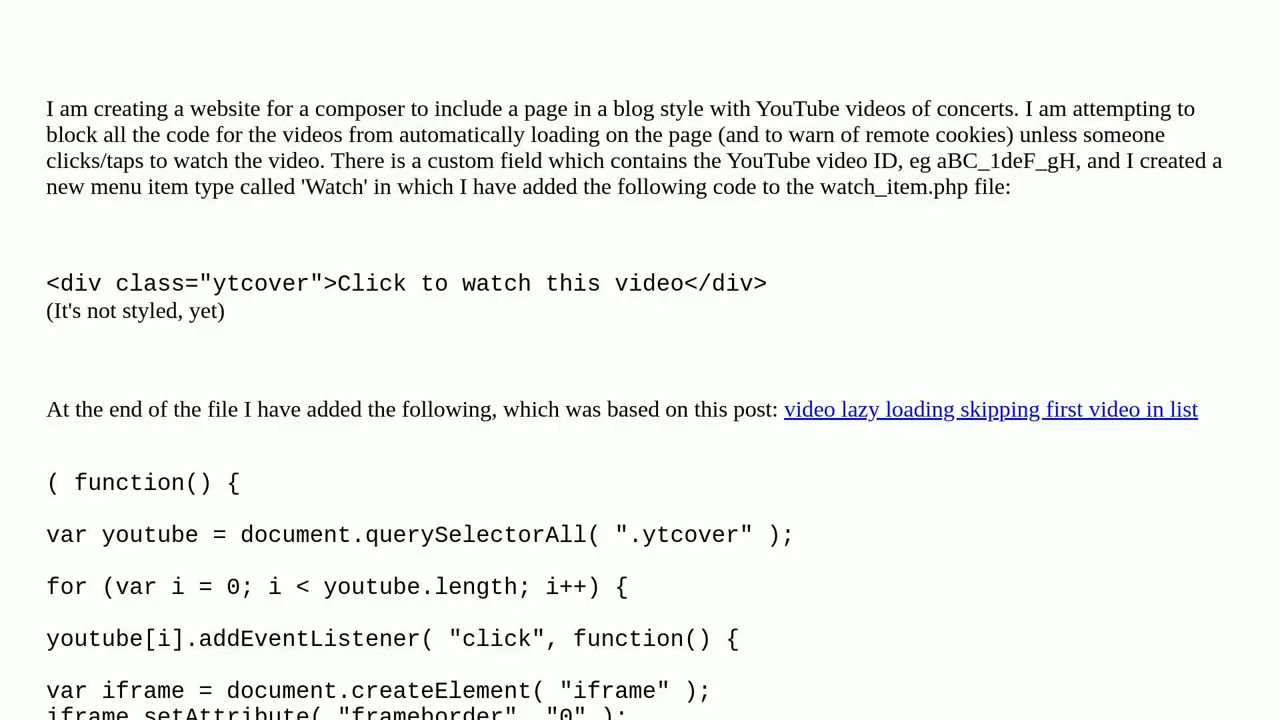 I am creating a website for a composer to include a page in a blog style with YouTube videos of concerts. I am attempting to
block all the code for the videos from automatically loading on the page (and to warn of remote cookies) unless someone
clicks/taps to watch the video. There is a custom field which contains the YouTube video ID, eg aBC_1deF_gH, and I created a
new menu item type called 'Watch' in which I have added the following code to the watch_item.php file:
<div class="ytcover">Click to watch this video</div>
(It's not styled, yet)
At the end of the file I have added the following, which was based on this post: video lazy loading skipping first video in list
( function() {
var youtube = document.querySelectorAll( ".ytcover" );
for (var i = 0; i < youtube.length; i++) {
youtube[i].addEventListener( "click", function() {
var iframe = document.createElement( "iframe" );
iframe.setAttribute( "frameborder", "0" );